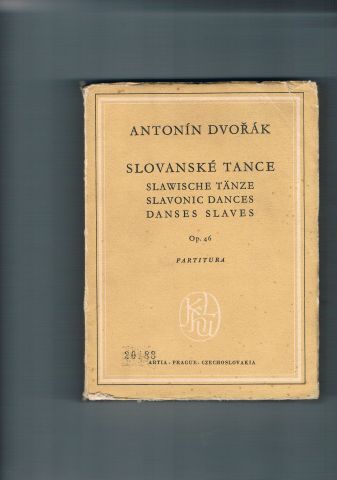 ANTONÍN DVOŘÁK
SLOVANSKÉ TANCE
SLAWISCHE TÄNZE
SLAVONIC DANCES
DANSES SLAVES
Op. 46
PARTITURA
ARTIA · PRAGUE · CZECHOSLOVAKIA